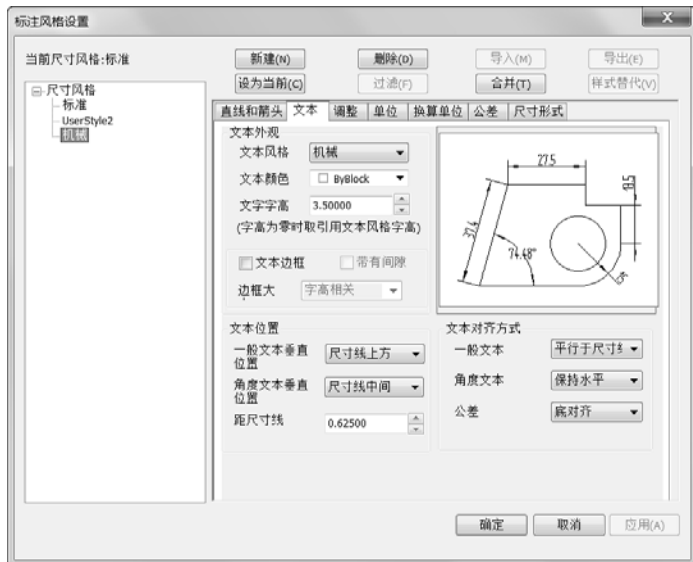 标注风格设置
X
当前尺寸风格:标准
新建(N)
删除(D)
导入(M)
导出(E)
设为当前(C)
过滤(F)
合并(T)
样式替代(V)
尺寸风格
标准
UserStyle2
机械
直线和箭头 文本 调整 单位 换算单位 公差 尺寸形式
文本外观
文本风格 机械
文本颜色 ByBlock
文字字高 3.50000
(字高为零时取引用文本风格字高)
文本边框 带有间隙
边框大 字高相关
27.5
18.5
37.4
74.48°
文本位置
一般文本垂直
位置
尺寸线上方
角度文本垂直
位置
尺寸线中间
距尺寸线 0.62500
文本对齐方式
一般文本 平行于尺寸
角度文本 保持水平
公差 底对齐
确定 取消 应用(A)